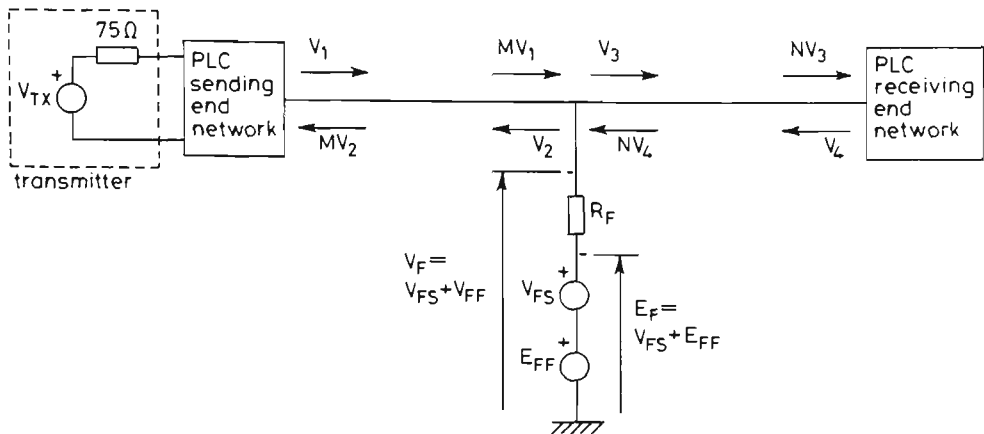 75Ω
V_TX
+
transmitter
PLC
sending
end
network
V_1
MV_1
V_3
NV_3
MV_2
V_2
NV_4
V_4
PLC
receiving
end
network
R_F
V_F=
V_FS+V_FF
+
V_FS
+
E_FF
E_F=
V_FS+E_FF